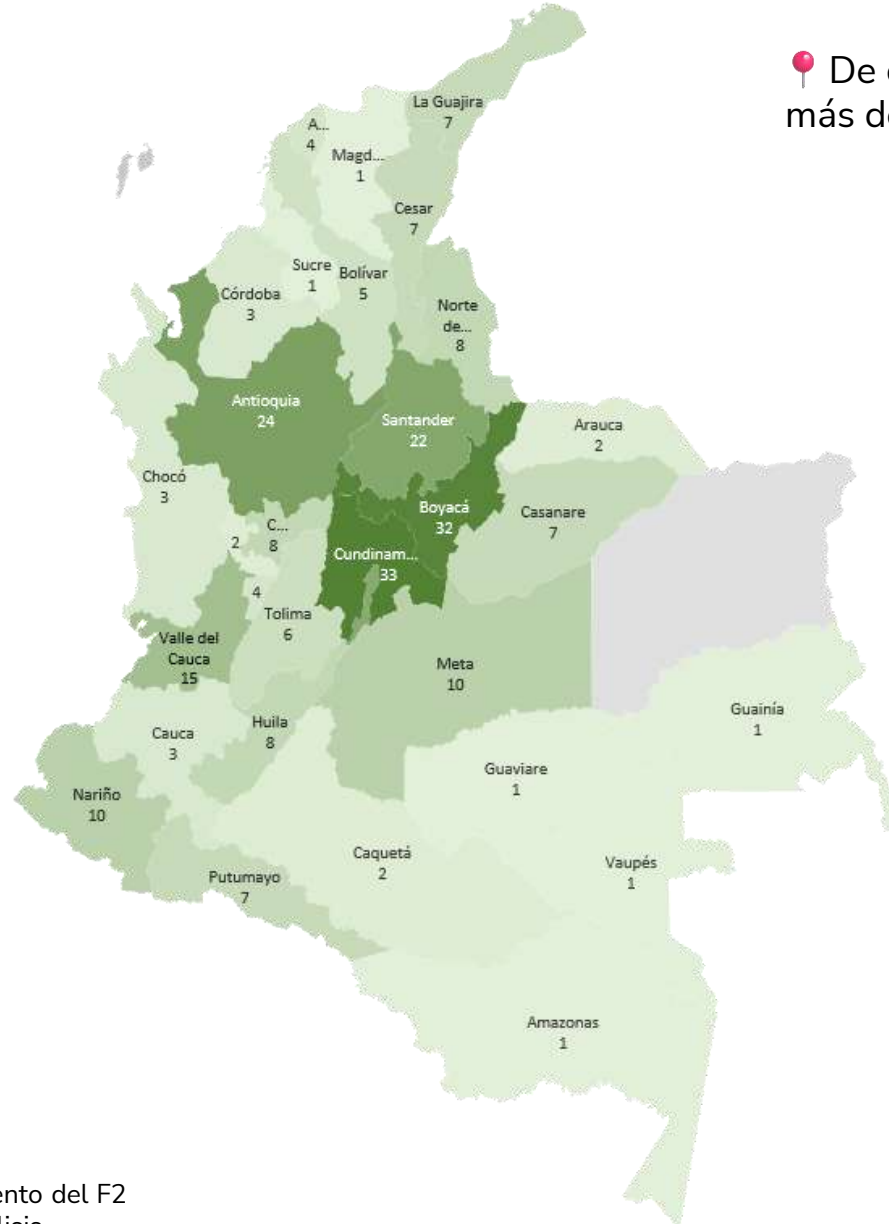 📍 De
más de
La Guajira
7
A...
4
Magd...
1
Cesar
7
Sucre
1
Bolívar
5
Córdoba
3
Norte
de...
8
Antioquia
24
Santander
22
Arauca
2
Chocó
3
Boyacá
32
Casanare
7
C...
8
2
Cundinam...
33
4
Tolima
6
Valle del
Cauca
15
Meta
10
Guainía
1
Huila
8
Cauca
3
Guaviare
1
Nariño
10
Caquetá
2
Vaupés
1
Putumayo
7
Amazonas
1
ento del F2